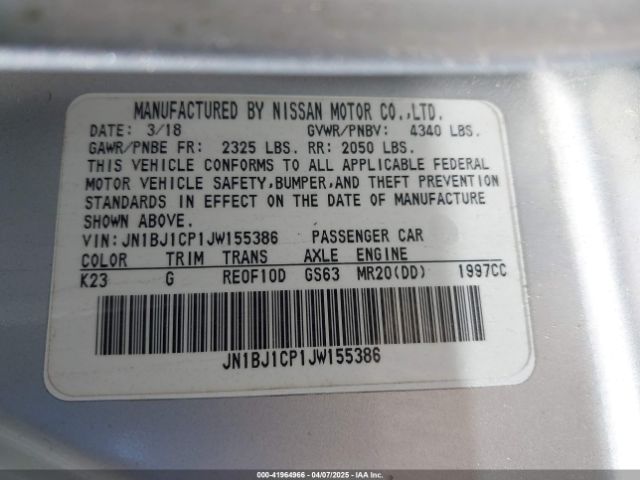 MANUFACTURED BY NISSAN MOTOR CO.,LTD.
DATE: 3/18 GVWR/PNBV: 4340 LBS.
GAWR/PNBE FR: 2325 LBS. RR: 2050 LBS.
THIS VEHICLE CONFORMS TO ALL APPLICABLE FEDERAL
MOTOR VEHICLE SAFETY,BUMPER,AND THEFT PREVENTION
STANDARDS IN EFFECT ON THE DATE OF MANUFACTURE
SHOWN ABOVE.
VIN:JN1BJ1CP1JW155386 PASSENGER CAR
COLOR TRIM TRANS AXLE ENGINE
K23 G RE0F10D GS63 MR20(DD) 1997CC
JN1BJ1CP1JW155386
000-41964966 - 04/07/2025 - IAAI.COM